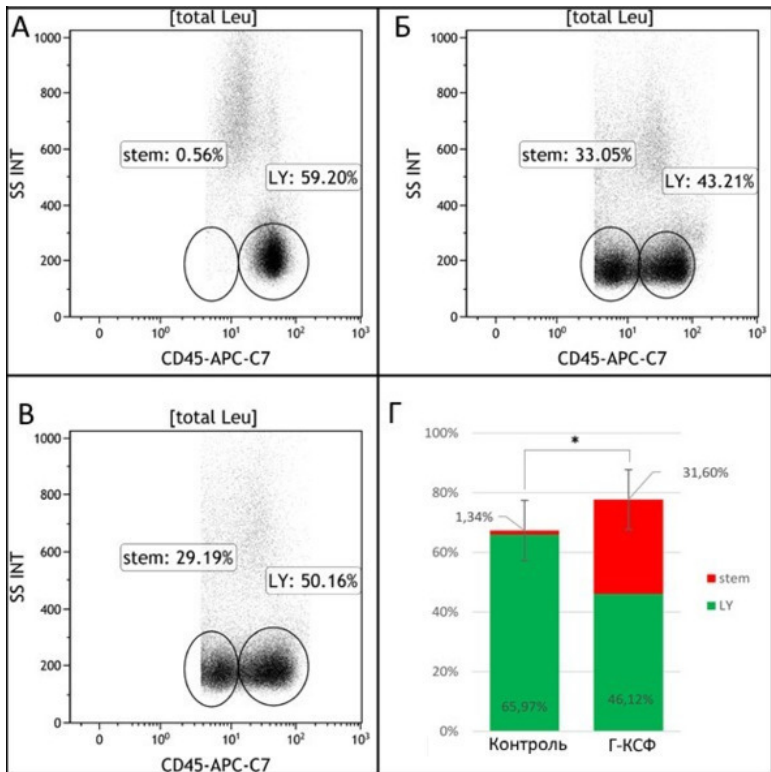 А
[total Leu]
1000
800
600
400
200
0
SS INT
stem: 0.56%
LY: 59.20%
0
10⁰
10¹
10²
10³
CD45-APC-C7
Б
[total Leu]
1000
800
600
400
200
0
SS INT
stem: 33.05%
LY: 43.21%
0
10⁰
10¹
10²
10³
CD45-APC-C7
В
[total Leu]
1000
800
600
400
200
0
SS INT
stem: 29.19%
LY: 50.16%
0
10⁰
10¹
10²
10³
CD45-APC-C7
Г
100%
80%
60%
40%
20%
0%
*
1,34%
31,60%
65,97%
46,12%
Контроль
Г-КСФ
stem
LY